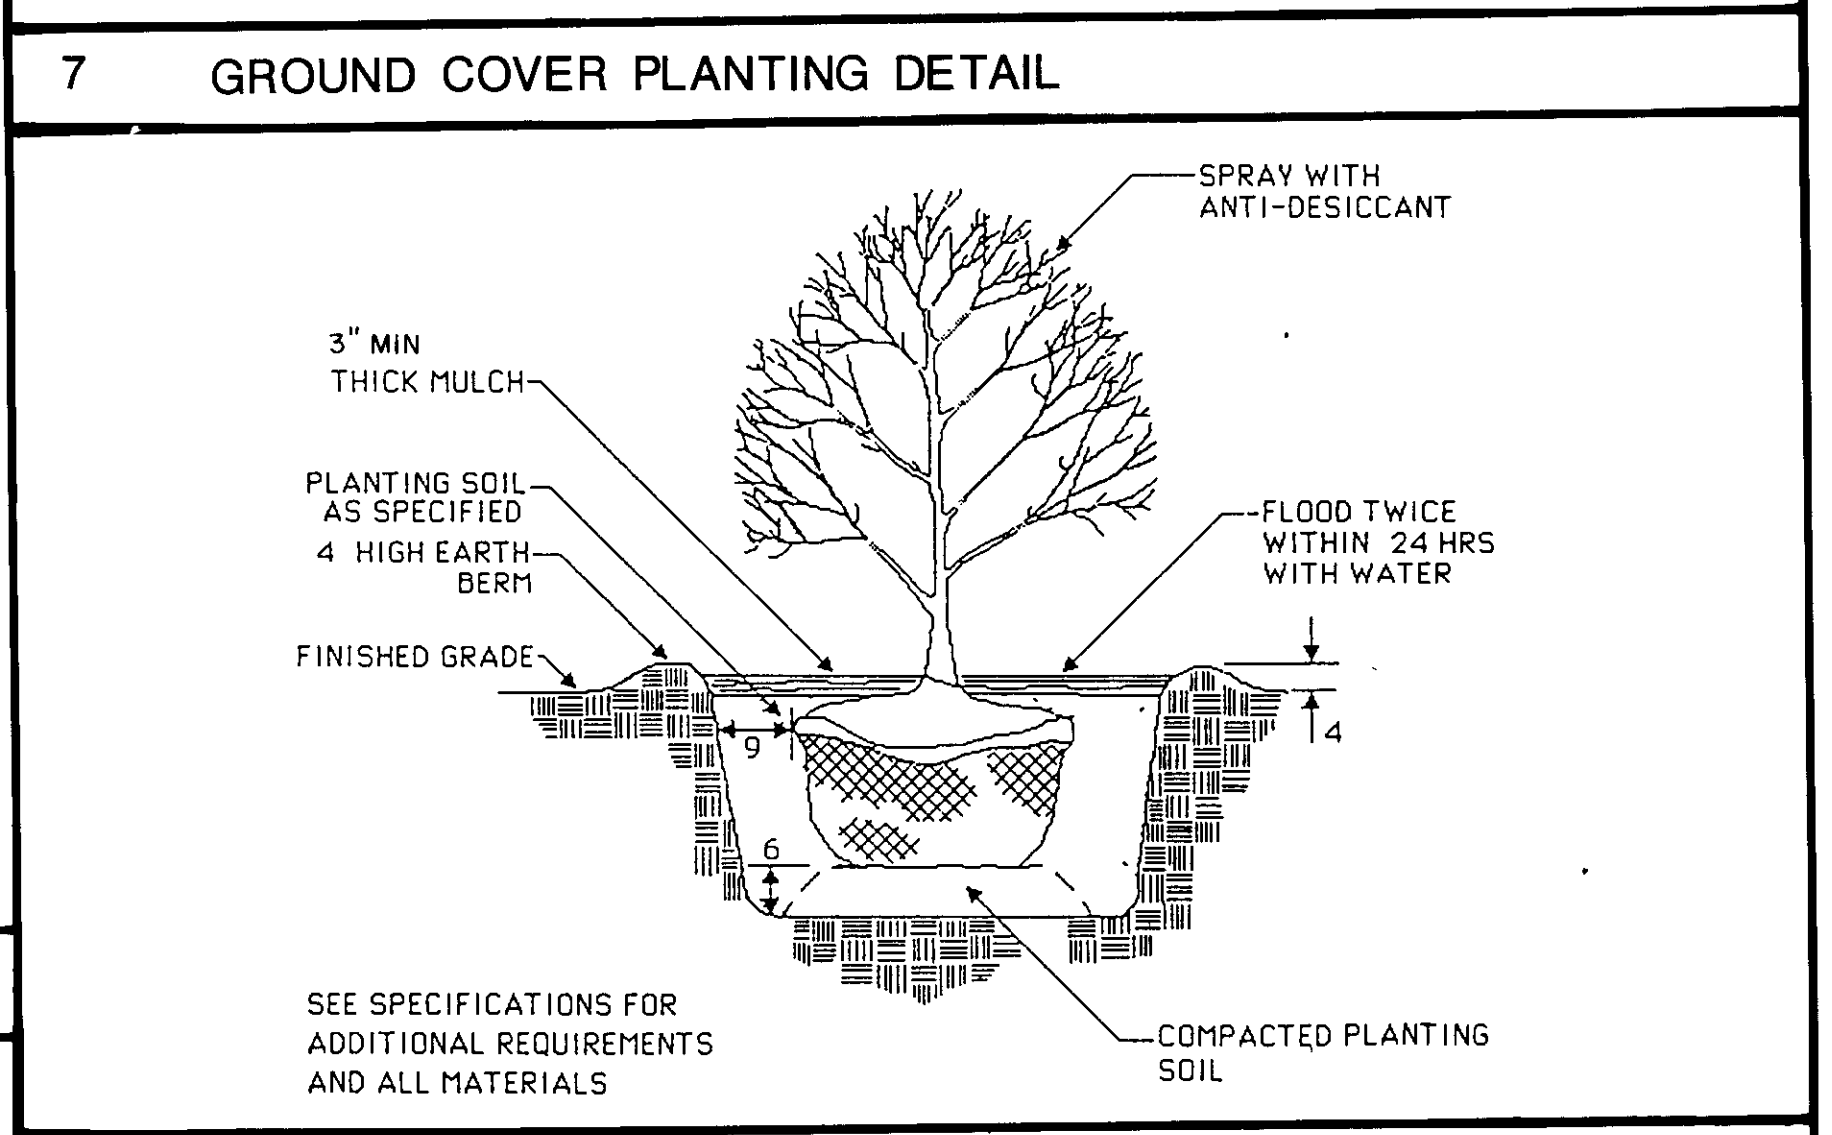 7 GROUND COVER PLANTING DETAIL
SPRAY WITH
ANTI-DESICCANT
3" MIN
THICK MULCH
PLANTING SOIL
AS SPECIFIED
4 HIGH EARTH
BERM
FINISHED GRADE
FLOOD TWICE
WITHIN 24 HRS
WITH WATER
4
9
6
SEE SPECIFICATIONS FOR
ADDITIONAL REQUIREMENTS
AND ALL MATERIALS
COMPACTED PLANTING
SOIL